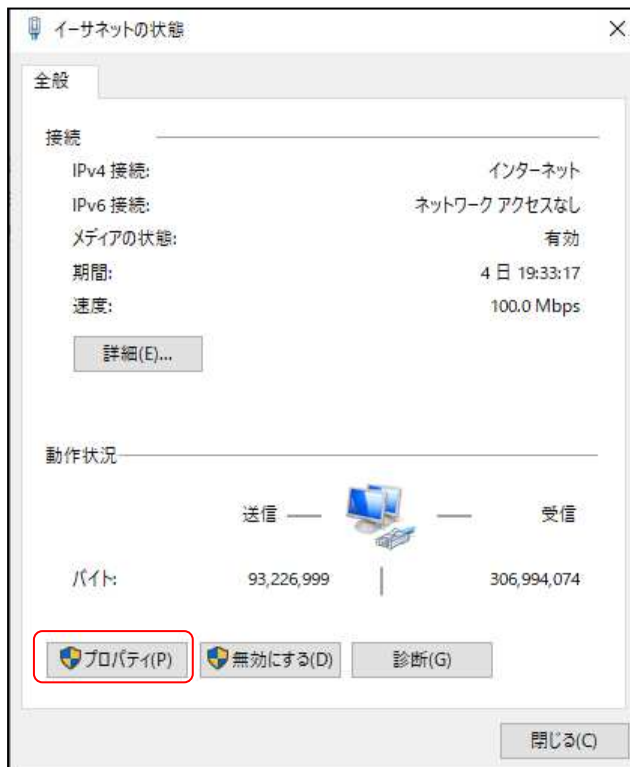 イーサネットの状態
全般
接続
IPv4 接続: インターネット
IPv6 接続: ネットワーク アクセスなし
メディアの状態: 有効
期間: 4 日 19:33:17
速度: 100.0 Mbps
詳細(E)...
動作状況
送信 受信
バイト: 93,226,999 306,994,074
プロパティ(P) 無効にする(D) 診断(G)
閉じる(C)